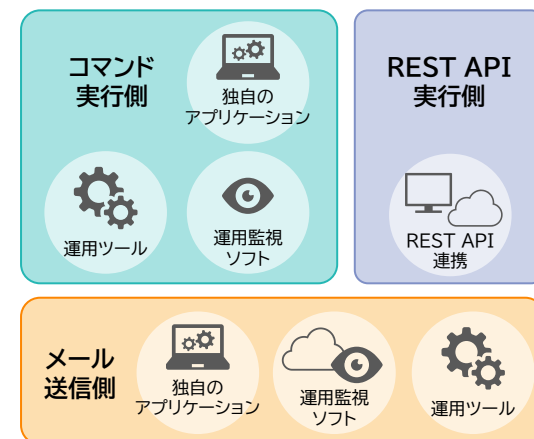 コマンド
実行側
独自の
アプリケーション
運用ツール
運用監視
ソフト
REST API
実行側
REST API
連携
メール
送信側
独自の
アプリケーション
運用監視
ソフト
運用ツール